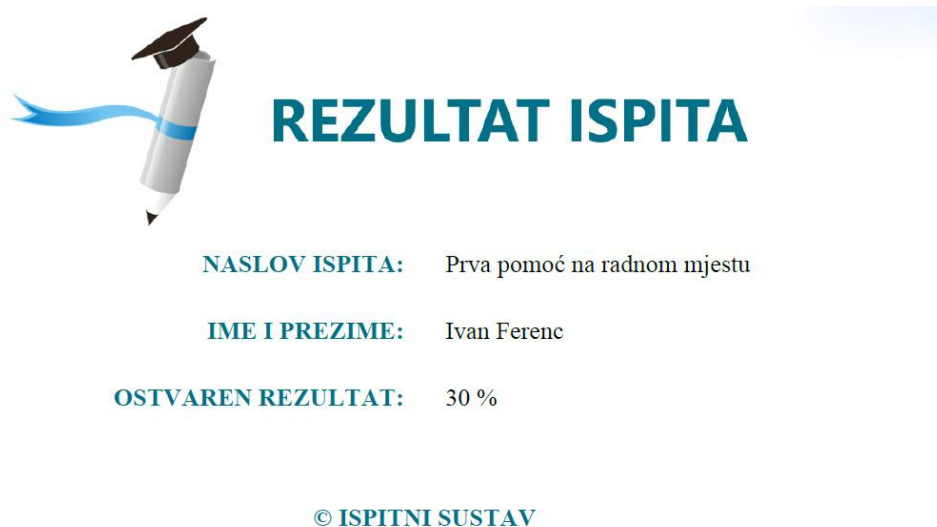 REZULTAT ISPITA
NASLOV ISPITA: Prva pomoć na radnom mjestu
IME I PREZIME: Ivan Ferenc
OSTVAREN REZULTAT: 30 %
© ISPITNI SUSTAV